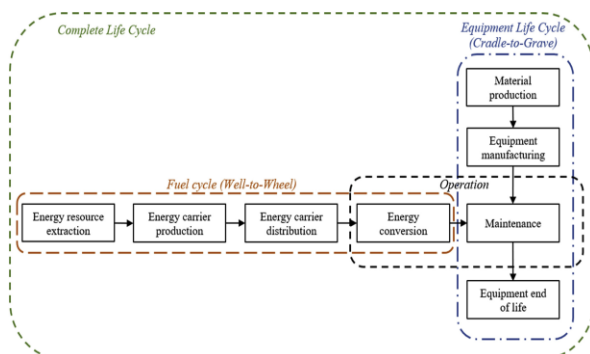 Complete Life Cycle
Equipment Life Cycle
(Cradle-to-Grave)
Material
production
Equipment
manufacturing
Fuel cycle (Well-to-Wheel)
Operation
Energy resource
extraction
Energy carrier
production
Energy carrier
distribution
Energy
conversion
Maintenance
Equipment end
of life